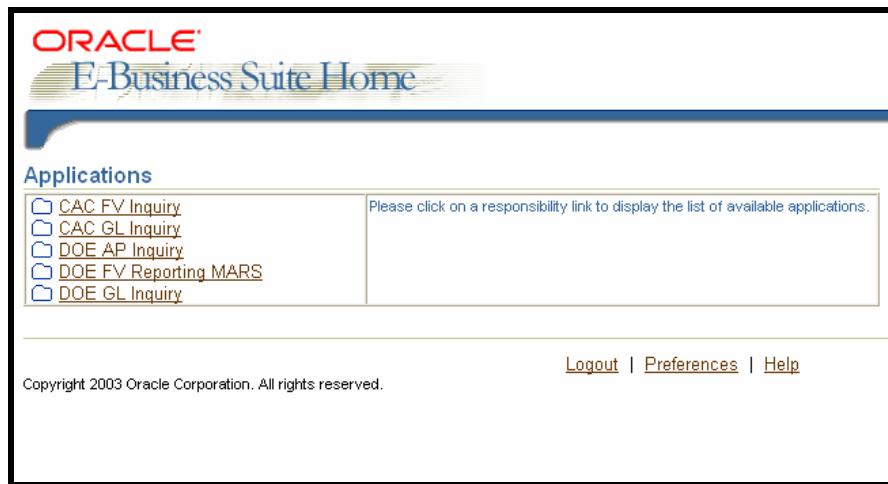 ORACLE
E-Business Suite Home
Applications
CAC FV Inquiry
CAC GL Inquiry
DOE AP Inquiry
DOE FV Reporting MARS
DOE GL Inquiry
Please click on a responsibility link to display the list of available applications.
Logout | Preferences | Help
Copyright 2003 Oracle Corporation. All rights reserved.